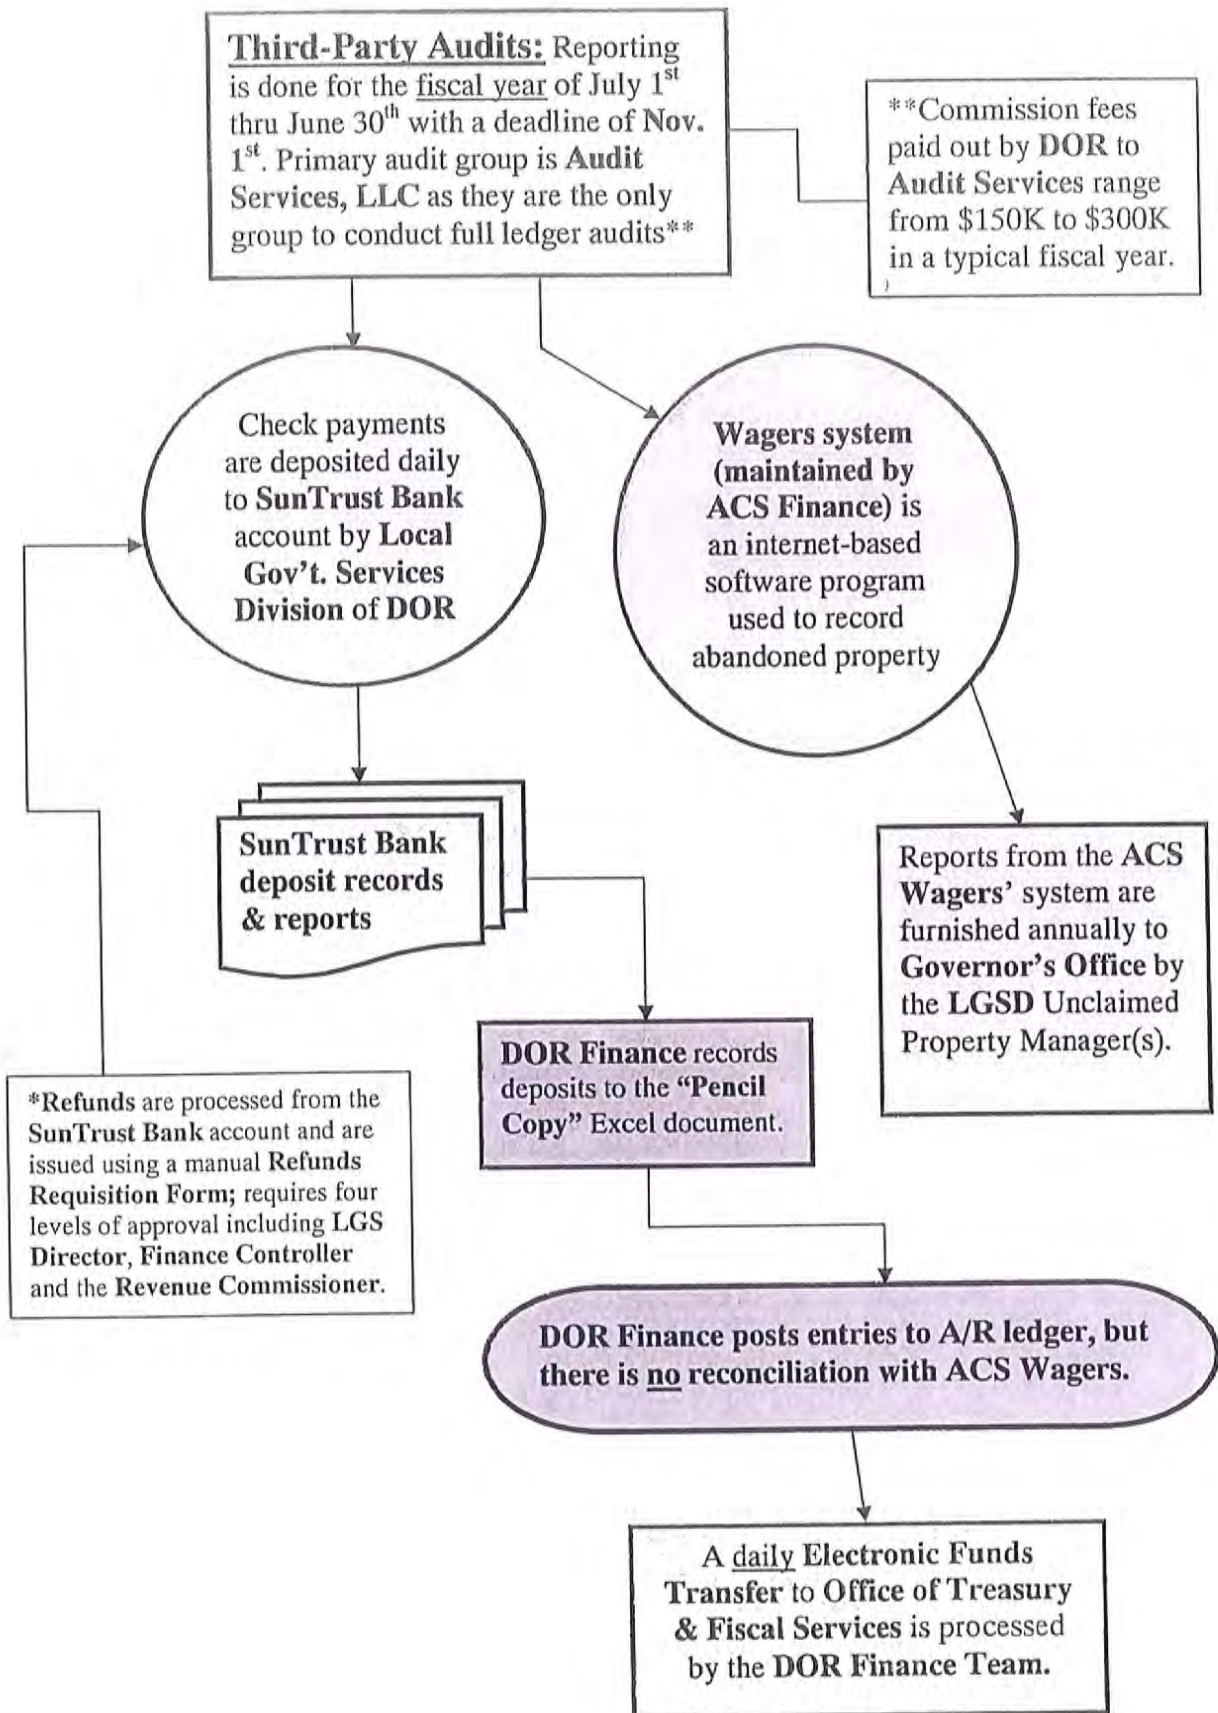 Third-Party Audits: Reporting
is done for the fiscal year of July 1st
thru June 30th with a deadline of Nov.
1st. Primary audit group is Audit
Services, LLC as they are the only
group to conduct full ledger audits**
**Commission fees
paid out by DOR to
Audit Services range
from $150K to $300K
in a typical fiscal year.
)
Check payments
are deposited daily
to SunTrust Bank
account by Local
Gov't. Services
Division of DOR
Wagers system
(maintained by
ACS Finance) is
an internet-based
software program
used to record
abandoned property
SunTrust Bank
deposit records
& reports
Reports from the ACS
Wagers' system are
furnished annually to
Governor's Office by
the LGSD Unclaimed
Property Manager(s).
DOR Finance records
deposits to the "Pencil
Copy" Excel document.
*Refunds are processed from the
SunTrust Bank account and are
issued using a manual Refunds
Requisition Form; requires four
levels of approval including LGS
Director, Finance Controller
and the Revenue Commissioner.
DOR Finance posts entries to A/R ledger, but
there is no reconciliation with ACS Wagers.
A daily Electronic Funds
Transfer to Office of Treasury
& Fiscal Services is processed
by the DOR Finance Team.